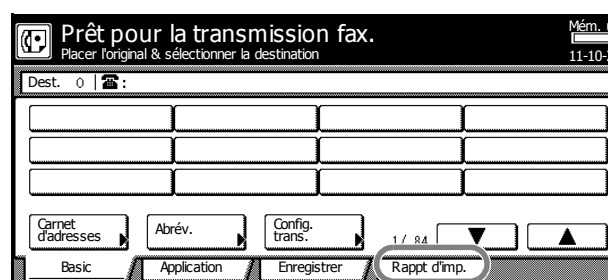 Prêt pour la transmission fax.
Placer l'original & sélectionner la destination
Mém.
11-10-
Dest. 0 ☎:
Carnet
d'adresses
Abrév.
Config.
trans.
1/ 84
Basic
Application
Enregistrer
Rappt d'imp.